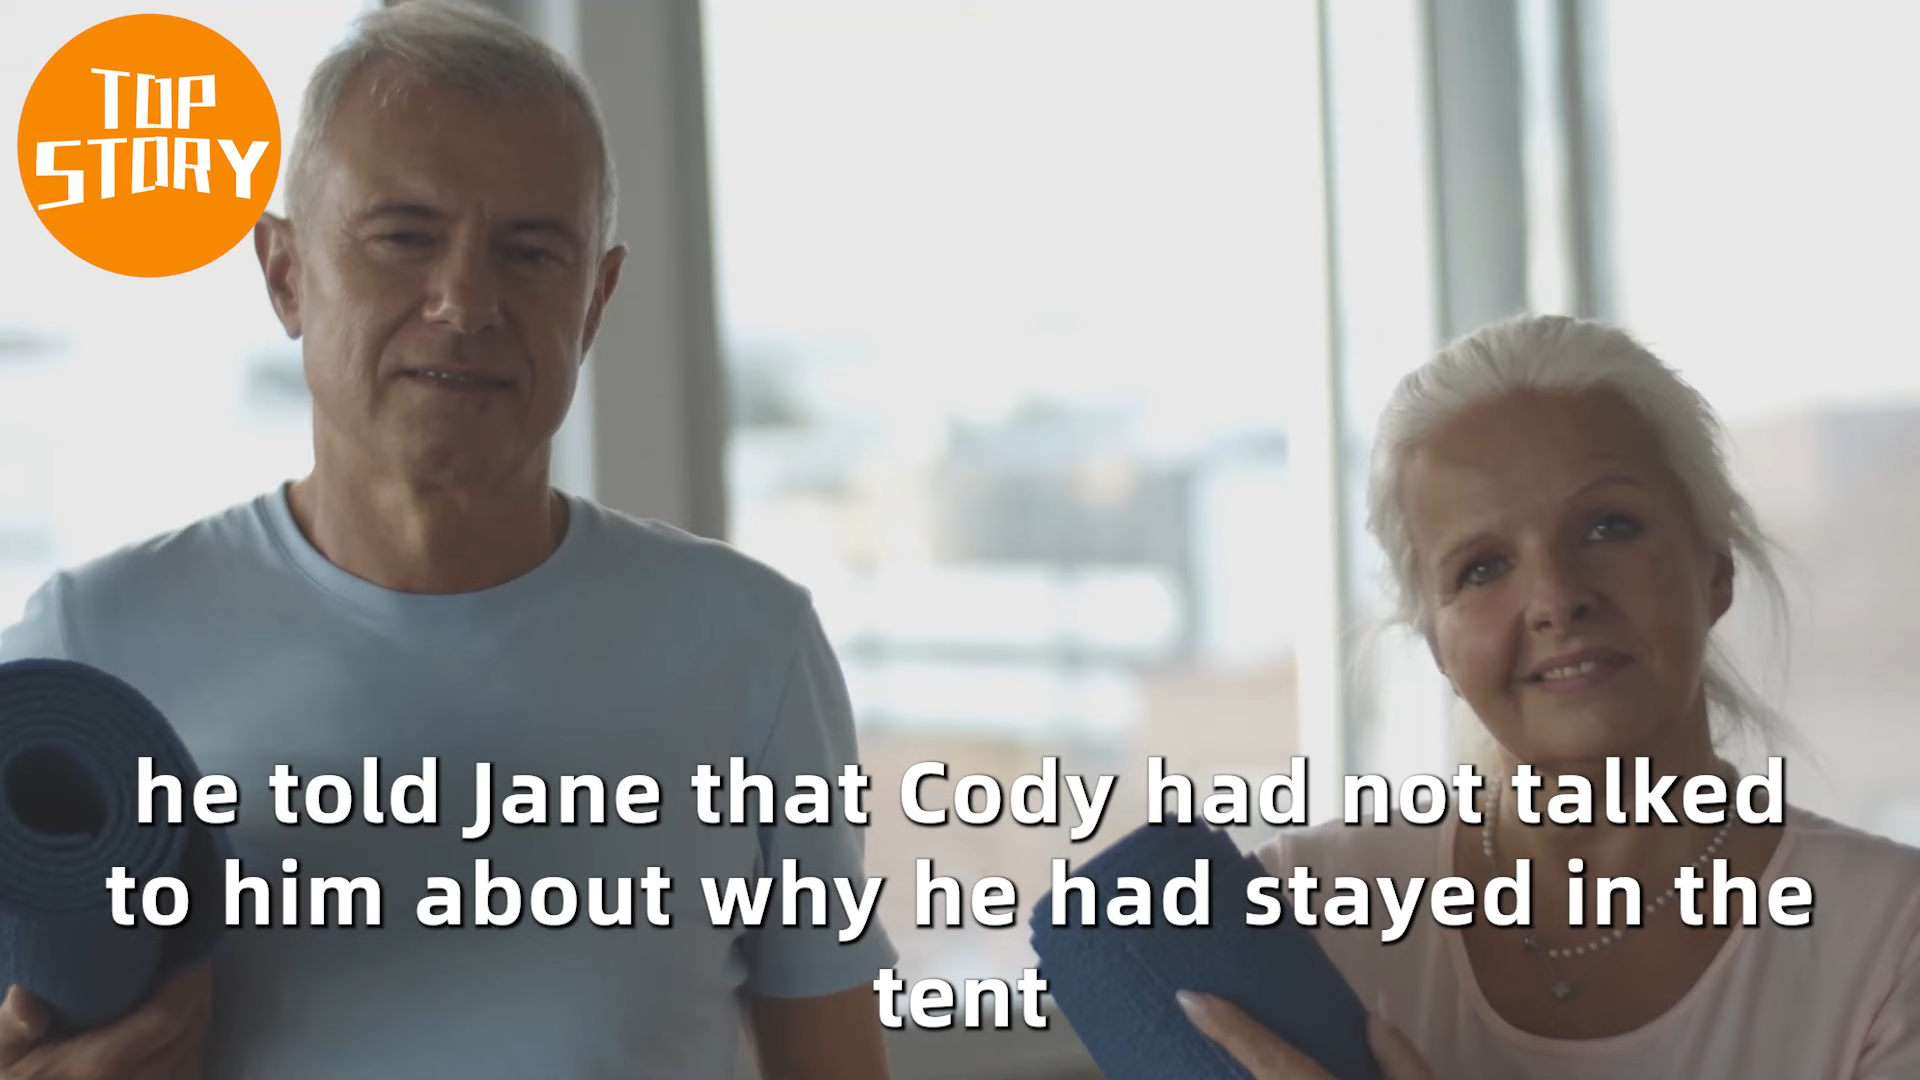 TOP
STORY
he told Jane that Cody had not talked
to him about why he had stayed in the
tent